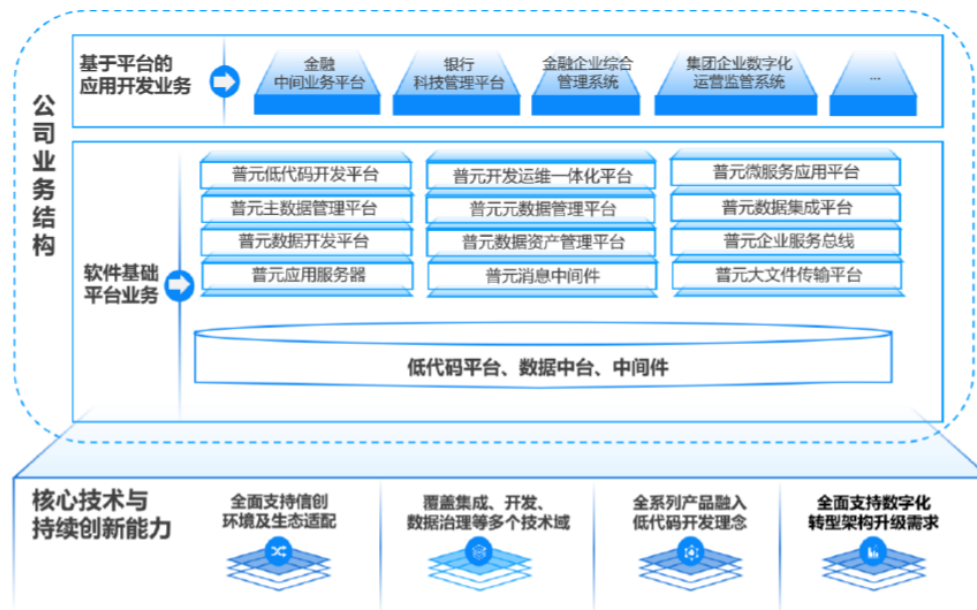 公司业务结构
基于平台的
应用开发业务
金融
中间业务平台
银行
科技管理平台
金融企业综合
管理系统
集团企业数字化
运营监管系统
...
软件基础
平台业务
普元低代码开发平台
普元开发运维一体化平台
普元微服务应用平台
普元主数据管理平台
普元元数据管理平台
普元数据集成平台
普元数据开发平台
普元数据资产管理平台
普元企业服务总线
普元应用服务器
普元消息中间件
普元大文件传输平台
低代码平台、数据中台、中间件
核心技术与
持续创新能力
全面支持信创
环境及生态适配
覆盖集成、开发、
数据治理等多个技术域
全系列产品融入
低代码开发理念
全面支持数字化
转型架构升级需求